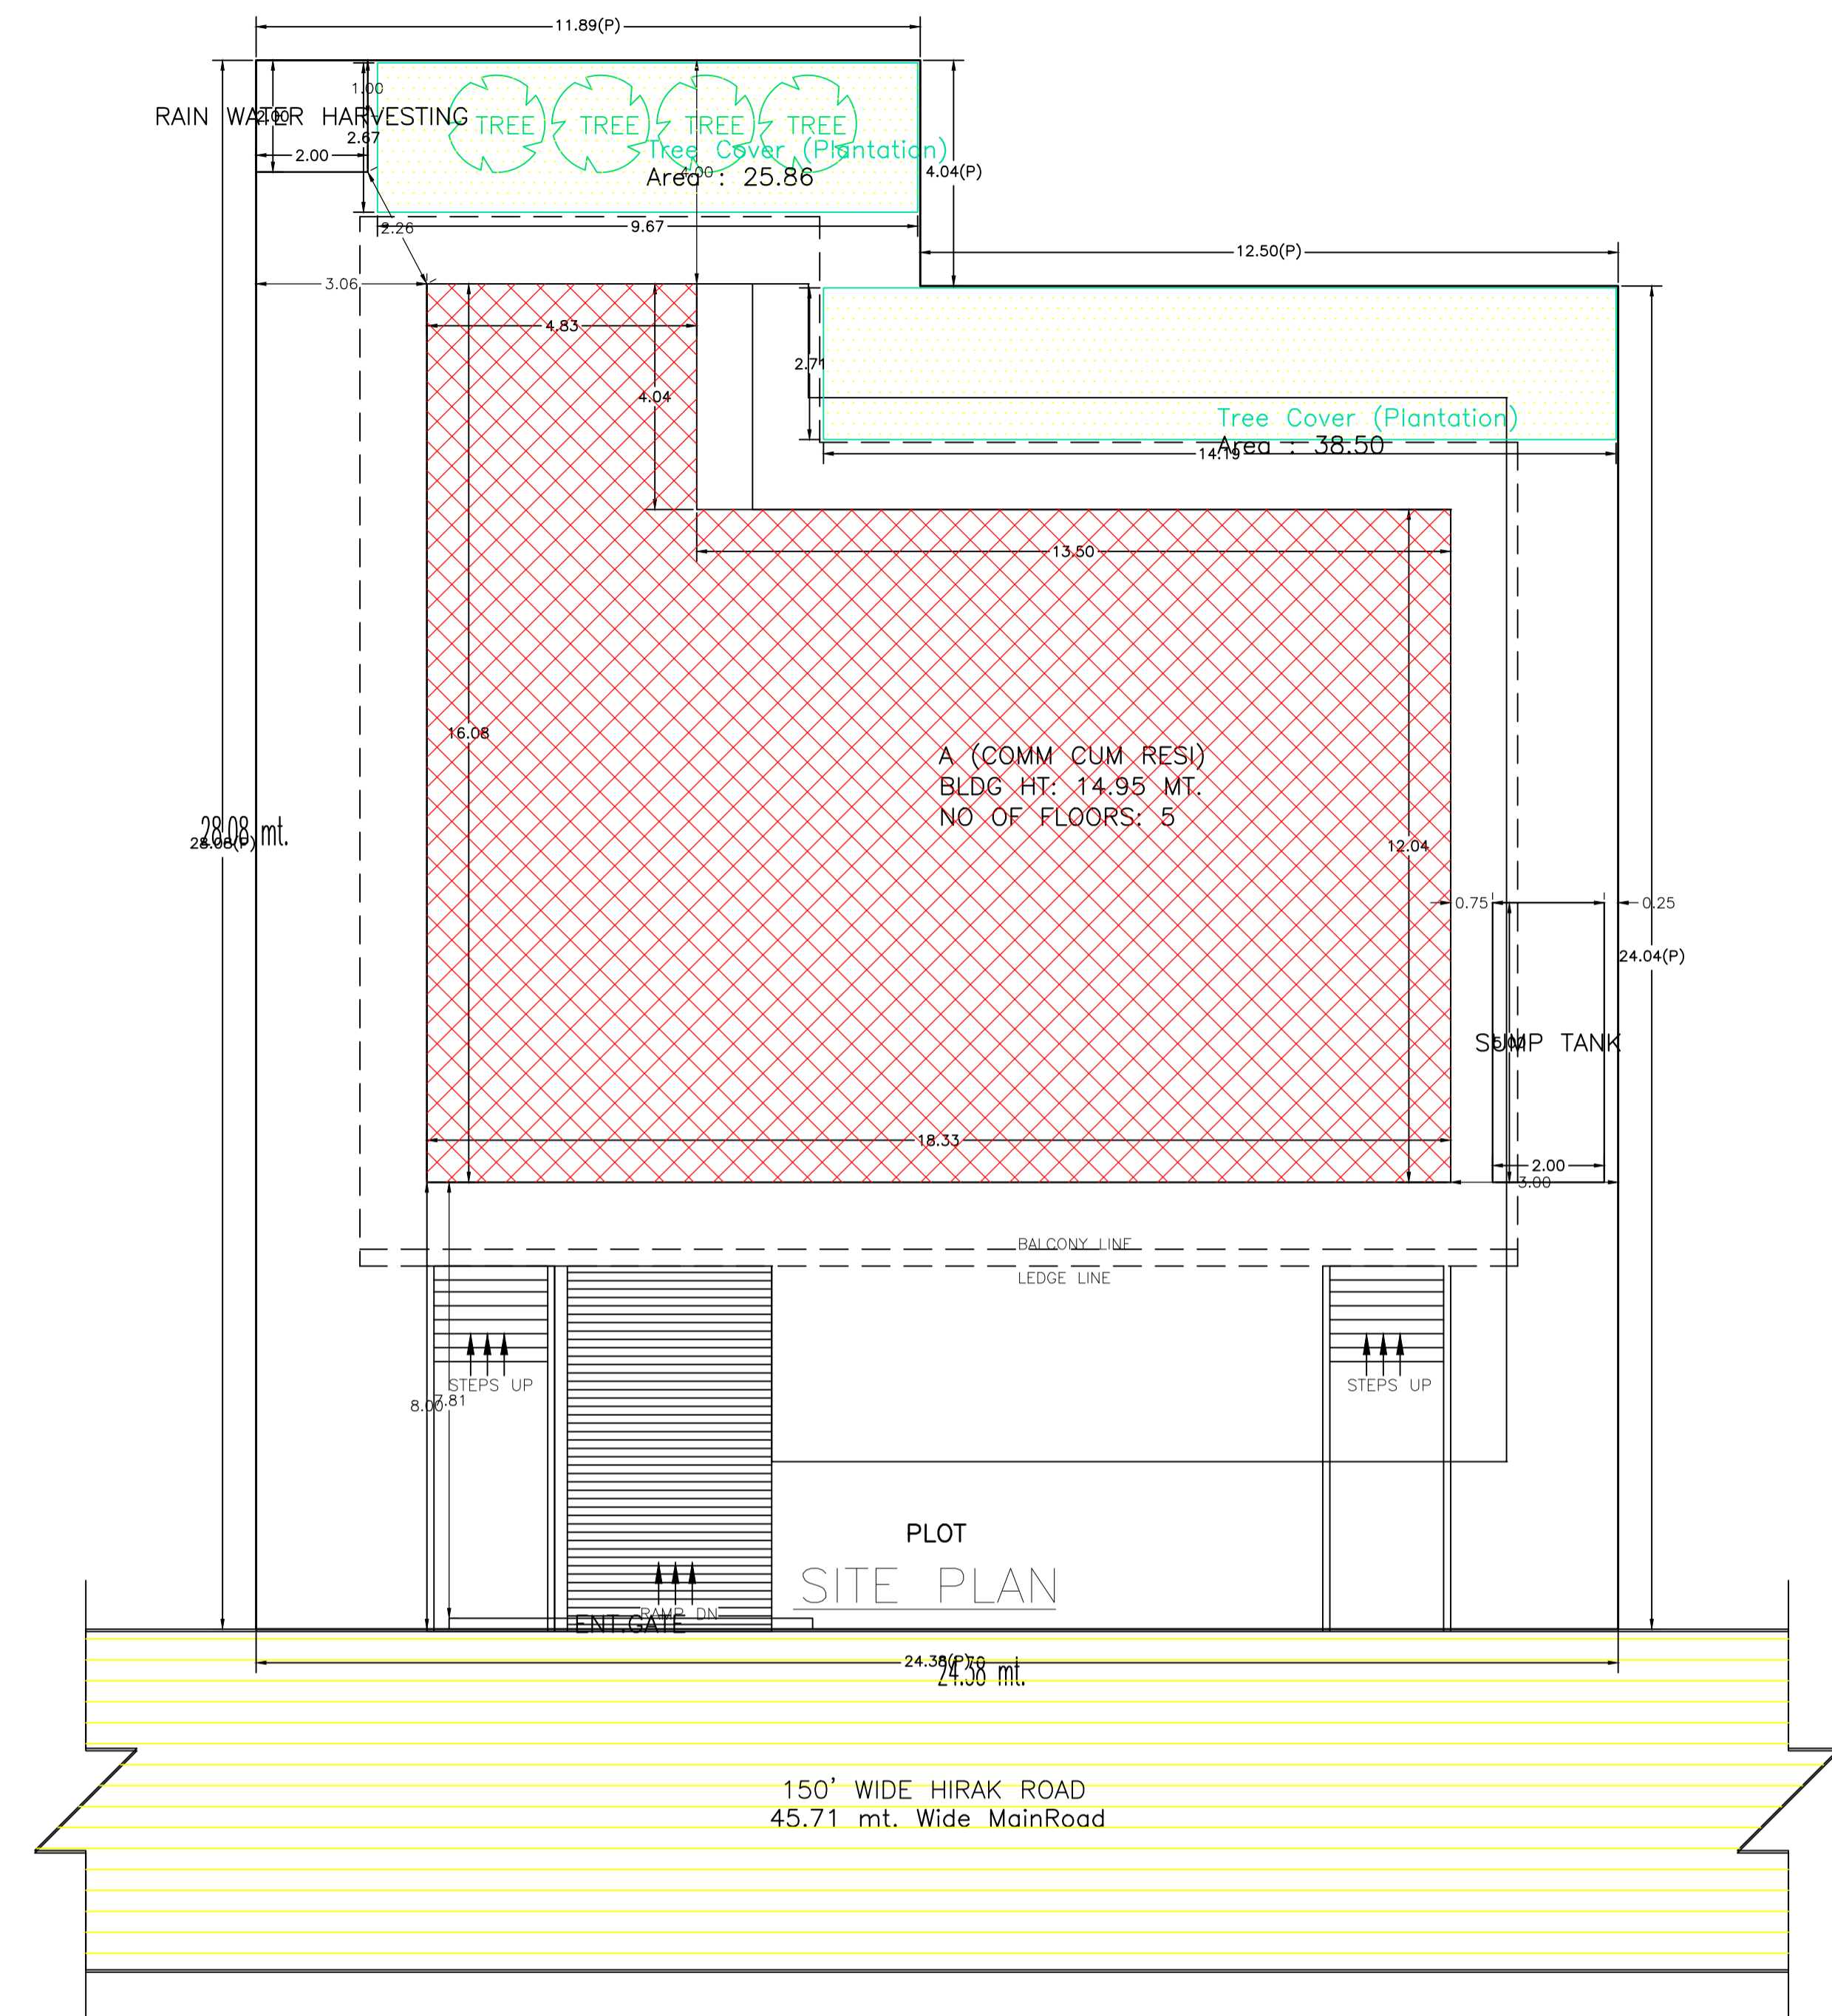 11.89(P)
1.00
RAIN WATER HARVESTING
2.00
2.67
2.00
TREE TREE TREE TREE
Tree Cover (Plantation)
Area : 25.86
4.00
4.04(P)
2.26
9.67
12.50(P)
3.06
4.83
2.71
4.04
Tree Cover (Plantation)
Area : 38.50
14.19
13.50
16.08
A (COMM CUM RESI)
BLDG HT: 14.95 MT.
NO OF FLOORS: 5
28.08 mt.
28.08(P)
12.04
0.75
0.25
24.04(P)
SUMP TANK
5.00
18.33
2.00
3.00
BALCONY LINE
LEDGE LINE
STEPS UP
STEPS UP
8.00
7.81
PLOT
SITE PLAN
RAMP DN
ENT.GATE
24.38(P)
24.38 mt.
150' WIDE HIRAK ROAD
45.71 mt. Wide MainRoad